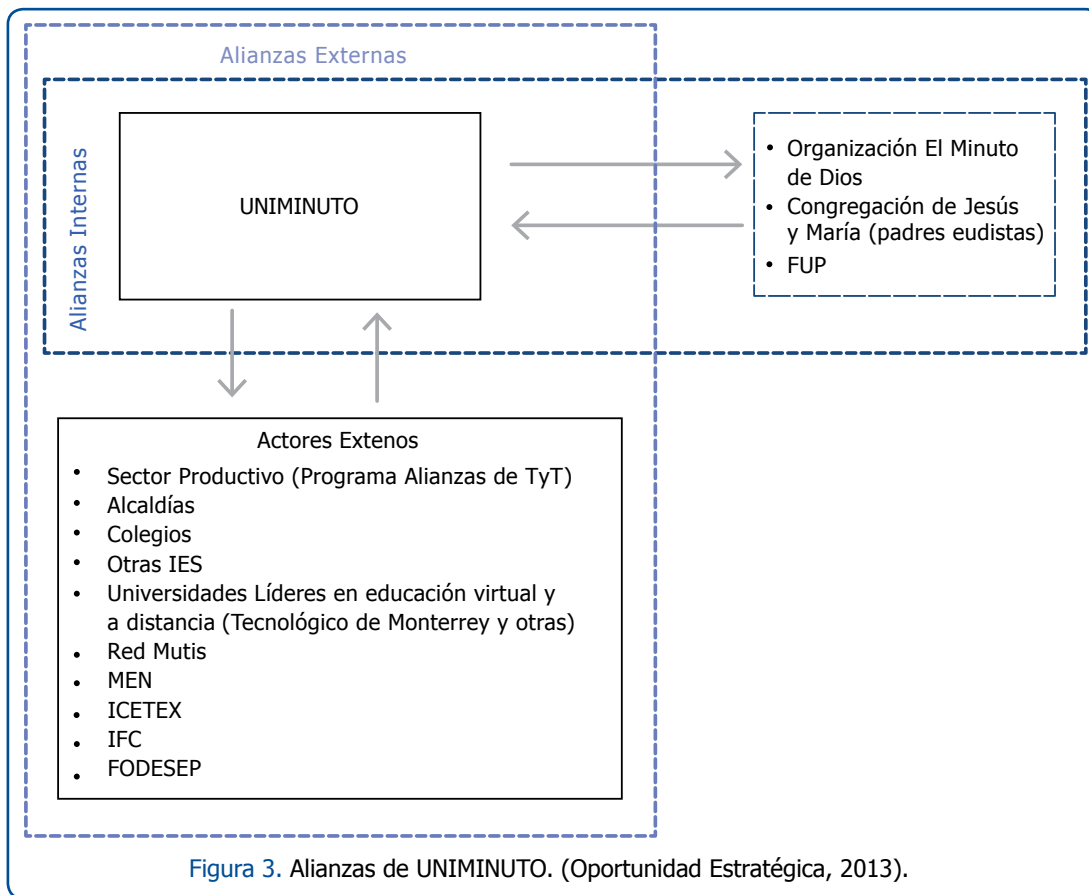 Alianzas Externas
Alianzas Internas
UNIMINUTO
• Organización El Minuto
de Dios
• Congregación de Jesús
y María (padres eudistas)
• FUP
Actores Extenos
• Sector Productivo (Programa Alianzas de TyT)
• Alcaldías
• Colegios
• Otras IES
• Universidades Líderes en educación virtual y
a distancia (Tecnológico de Monterrey y otras)
• Red Mutis
• MEN
• ICETEX
• IFC
• FODESEP
Figura 3. Alianzas de UNIMINUTO. (Oportunidad Estratégica, 2013).